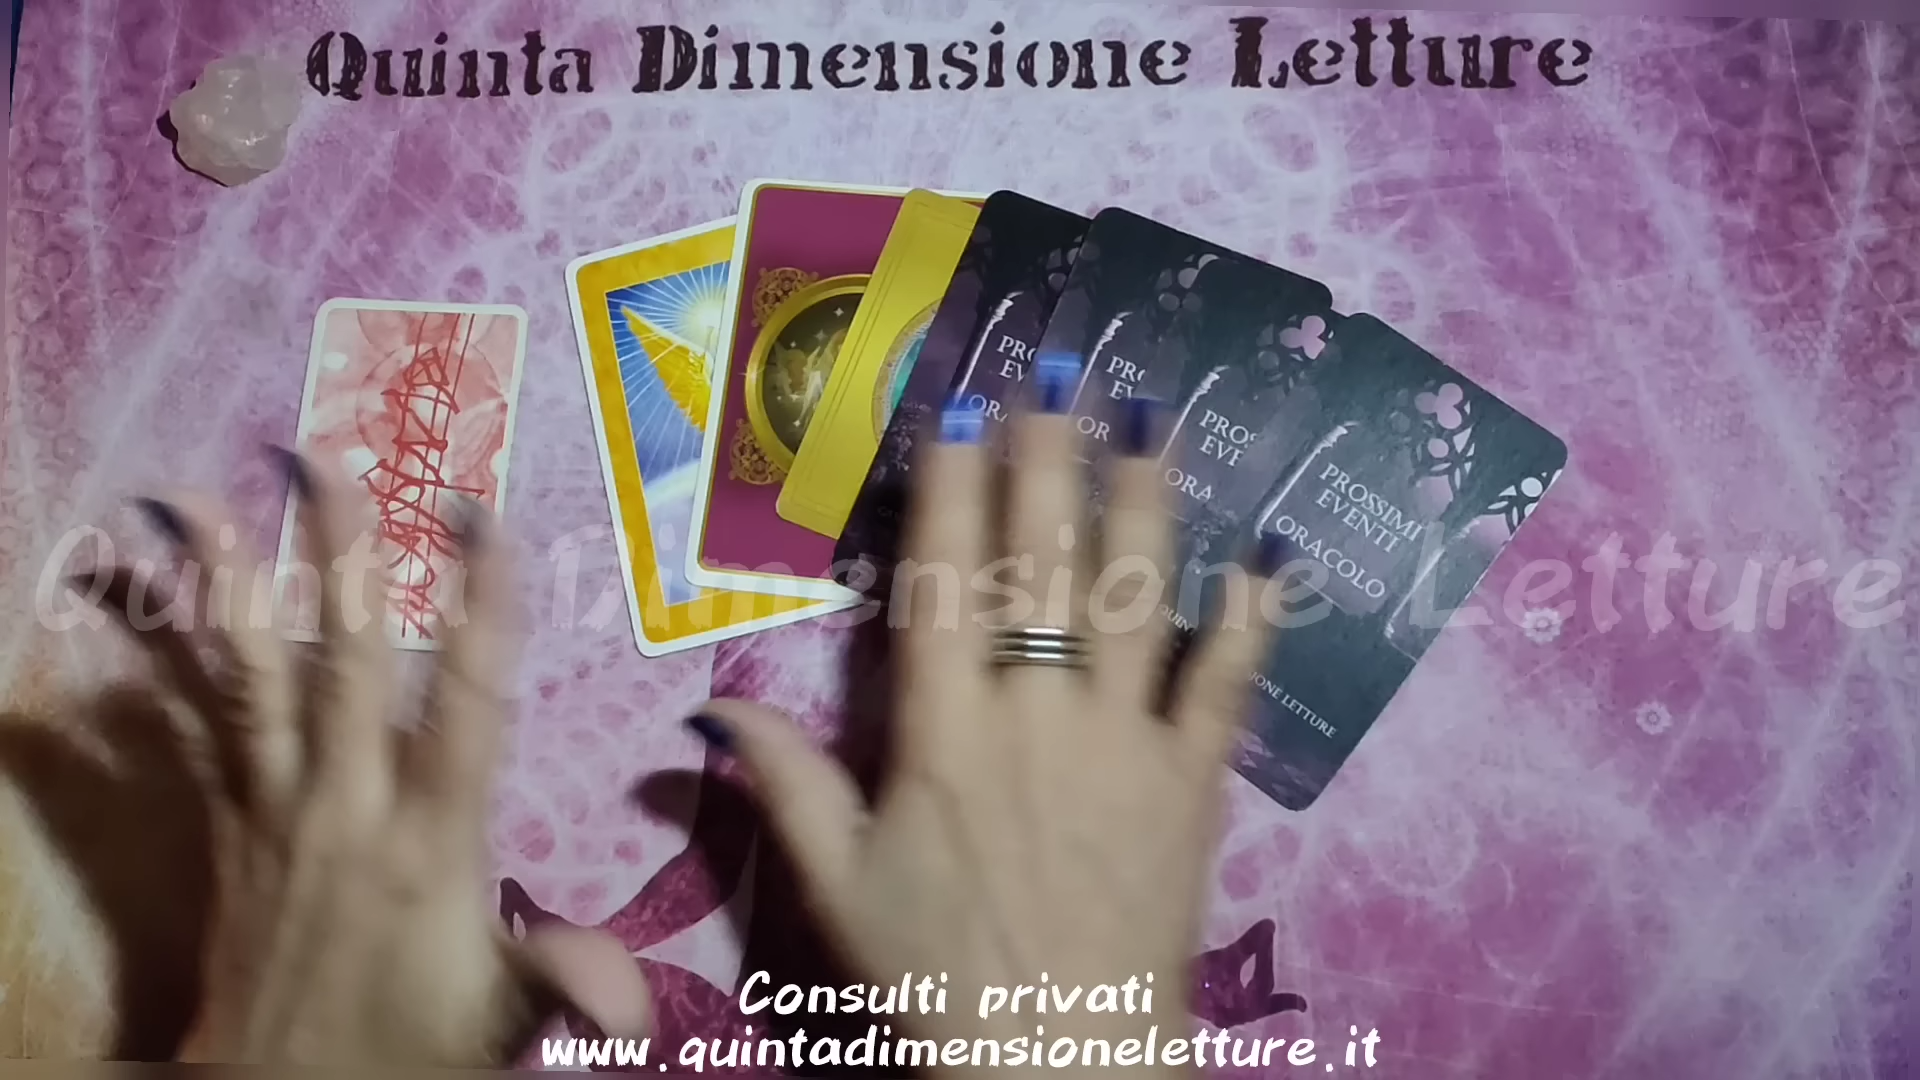 Quinta Dimensione Letture
PROSSIMI
EVENTI
ORACOLO
Quinta Dimensione Letture
Consulti privati
www.quintadimensioneletture.it